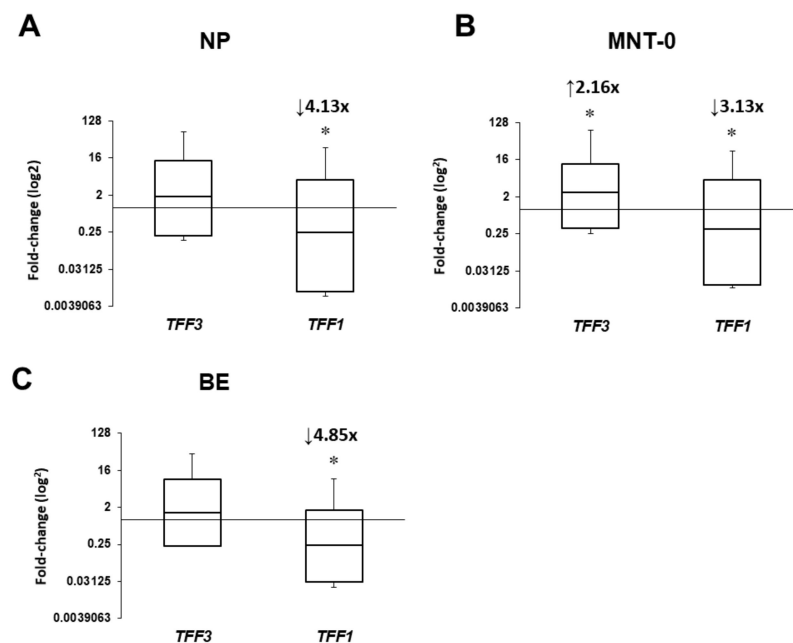 A
NP
↓4.13x
*
Fold-change (log2)
128
16
2
0.25
0.03125
0.0039063
TFF3
TFF1
B
MNT-0
↑2.16x
↓3.13x
*
*
Fold-change (log²)
128
16
2
0.25
0.03125
0.0039063
TFF3
TFF1
C
BE
↓4.85x
*
Fold-change (log²)
128
16
2
0.25
0.03125
0.0039063
TFF3
TFF1